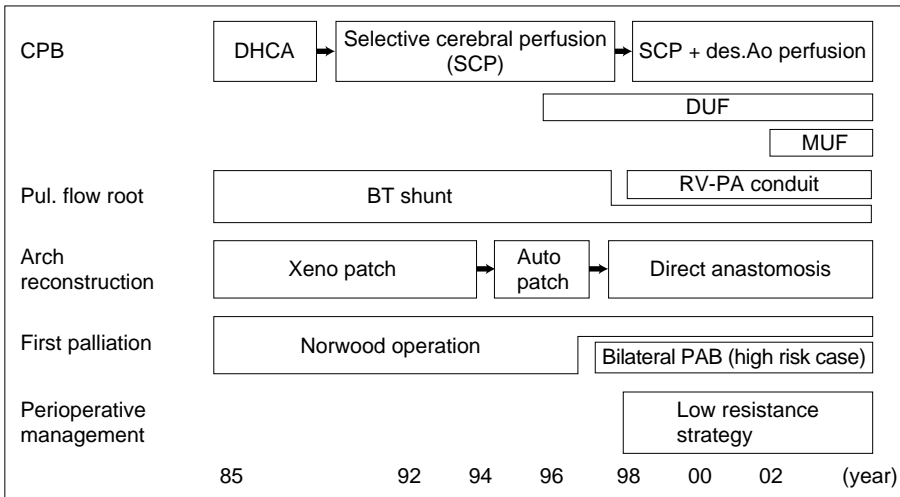 CPB
DHCA
Selective cerebral perfusion
(SCP)
SCP + des.Ao perfusion
DUF
MUF
Pul. flow root
BT shunt
RV-PA conduit
Arch
reconstruction
Xeno patch
Auto
patch
Direct anastomosis
First palliation
Norwood operation
Bilateral PAB (high risk case)
Perioperative
management
Low resistance
strategy
85 92 94 96 98 00 02 (year)